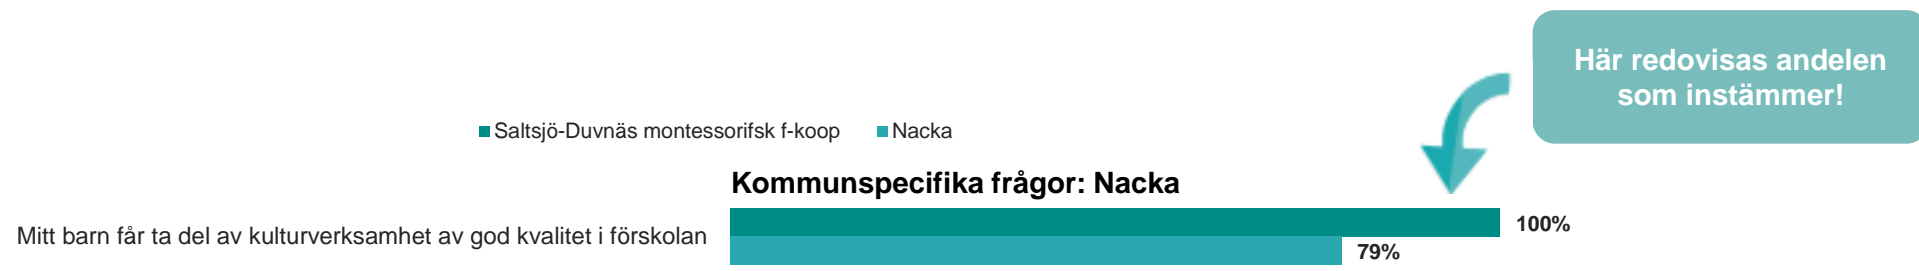 Här redovisas andelen
som instämmer!
Saltsjö-Duvnäs montessorifsk f-koop Nacka
Kommunspecifika frågor: Nacka
Mitt barn får ta del av kulturverksamhet av god kvalitet i förskolan
100%
79%